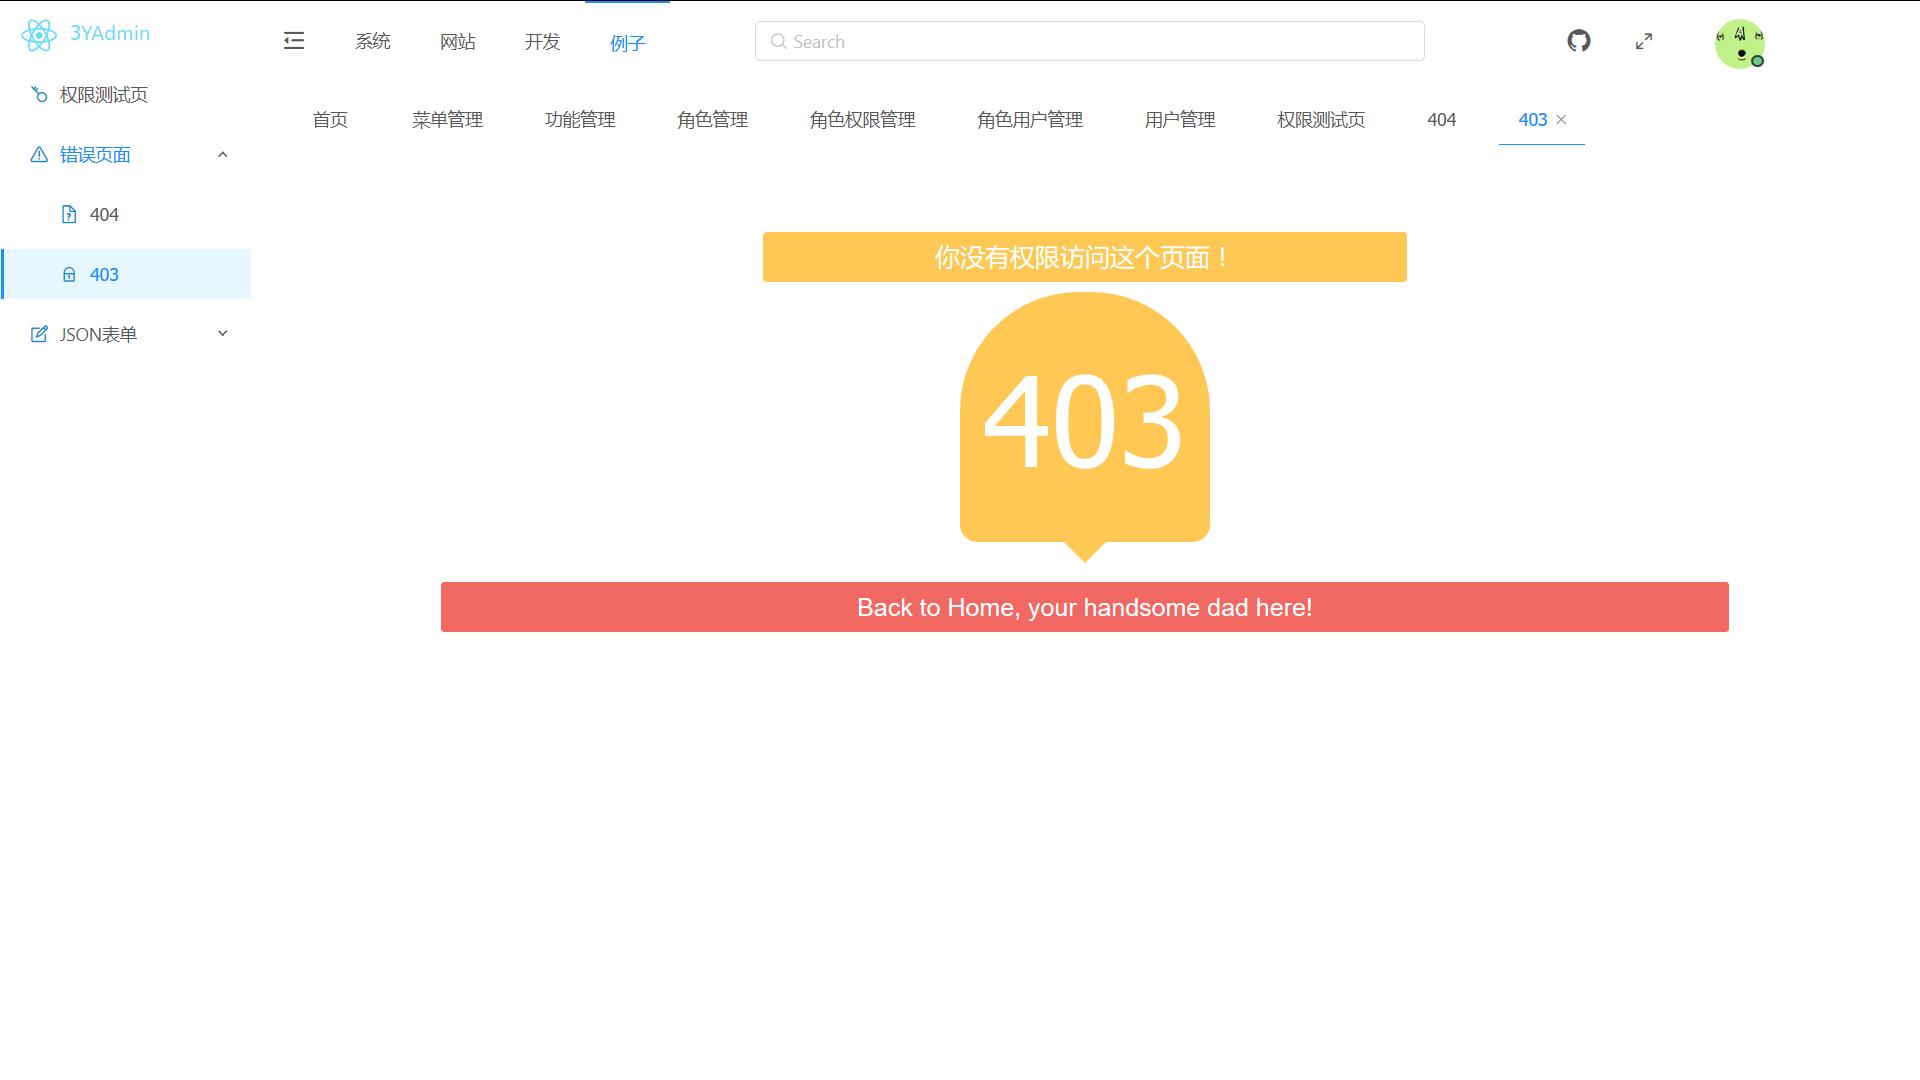 3YAdmin
系统 网站 开发 例子 Search
权限测试页
错误页面
404
403
JSON表单
首页 菜单管理 功能管理 角色管理 角色权限管理 角色用户管理 用户管理 权限测试页 404 403
你没有权限访问这个页面！
403
Back to Home, your handsome dad here!